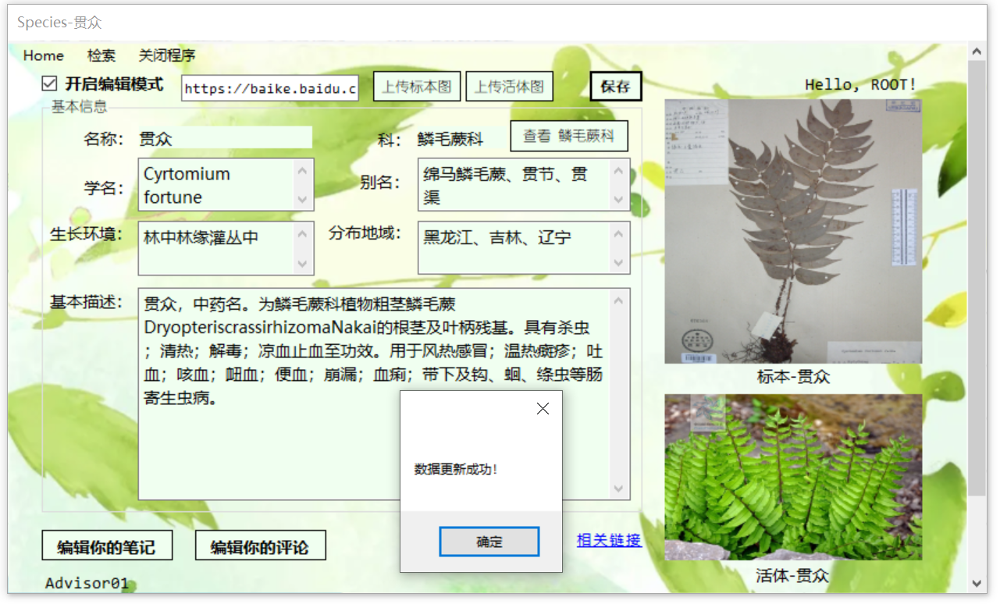 Species-贯众
Home 检索 关闭程序
开启编辑模式 https://baike.baidu.c 上传标本图 上传活体图 保存 Hello, ROOT!
基本信息
名称： 贯众 科： 鳞毛蕨科 查看 鳞毛蕨科
学名： Cyrtomium
fortune
别名： 绵马鳞毛蕨、贯节、贯
渠
生长环境： 林中林缘灌丛中 分布地域： 黑龙江、吉林、辽宁
基本描述： 贯众，中药名。为鳞毛蕨科植物粗茎鳞毛蕨
DryopteriscrassirhizomaNakai的根茎及叶柄残基。具有杀虫
；清热；解毒；凉血止血至功效。用于风热感冒；温热癍疹；吐
血；咳血；衄血；便血；崩漏；血痢；带下及钩、蛔、绦虫等肠
寄生虫病。
标本-贯众
数据更新成功！
确定
编辑你的笔记 编辑你的评论 相关链接
活体-贯众
Advisor01